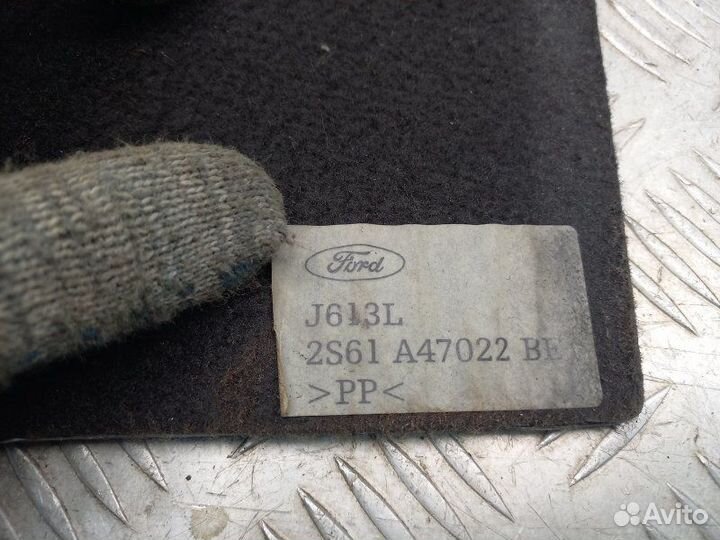 Ford
J613L
2S61 A47022 BE
>PP<
Avito